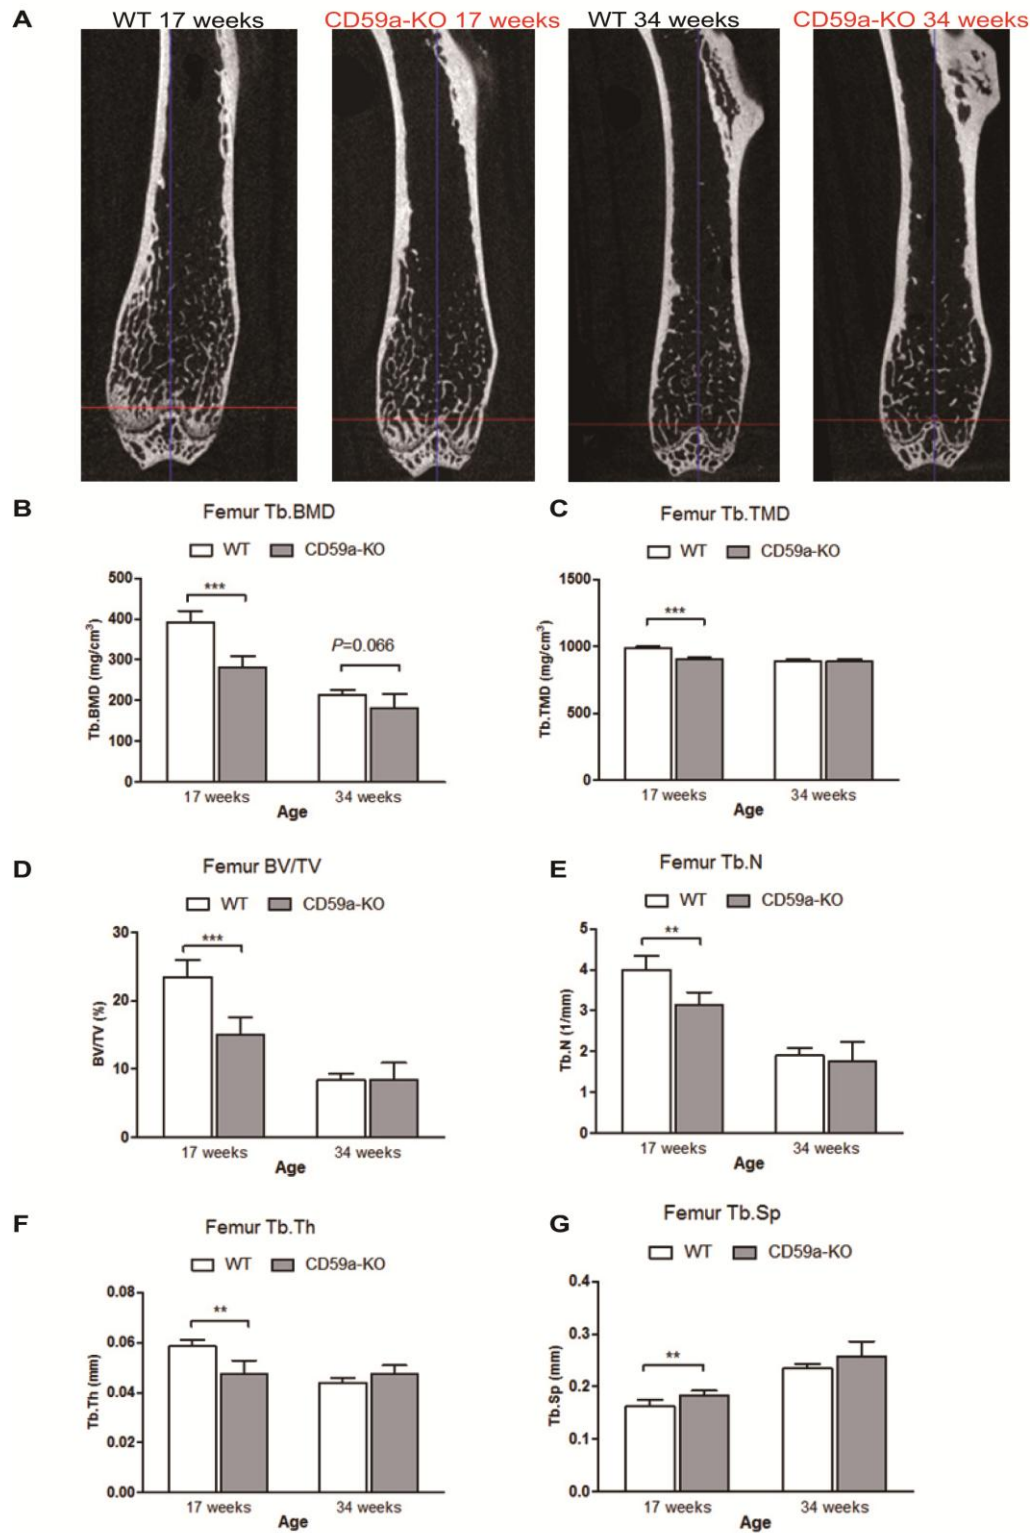 A
WT 17 weeks
CD59a-KO 17 weeks
WT 34 weeks
CD59a-KO 34 weeks
B
Femur Tb.BMD
WT CD59a-KO
500
400
300
200
100
0
Tb.BMD (mg/cm³)
***
P=0.066
17 weeks 34 weeks
Age
C
Femur Tb.TMD
WT CD59a-KO
1500
1000
500
0
Tb.TMD (mg/cm³)
***
17 weeks 34 weeks
Age
D
Femur BV/TV
WT CD59a-KO
30
20
10
0
BV/TV (%)
***
17 weeks 34 weeks
Age
E
Femur Tb.N
WT CD59a-KO
5
4
3
2
1
0
Tb.N (1/mm)
**
17 weeks 34 weeks
Age
F
Femur Tb.Th
WT CD59a-KO
0.08
0.06
0.04
0.02
0.00
Tb.Th (mm)
**
17 weeks 34 weeks
Age
G
Femur Tb.Sp
WT CD59a-KO
0.4
0.3
0.2
0.1
0.0
Tb.Sp (mm)
**
17 weeks 34 weeks
Age